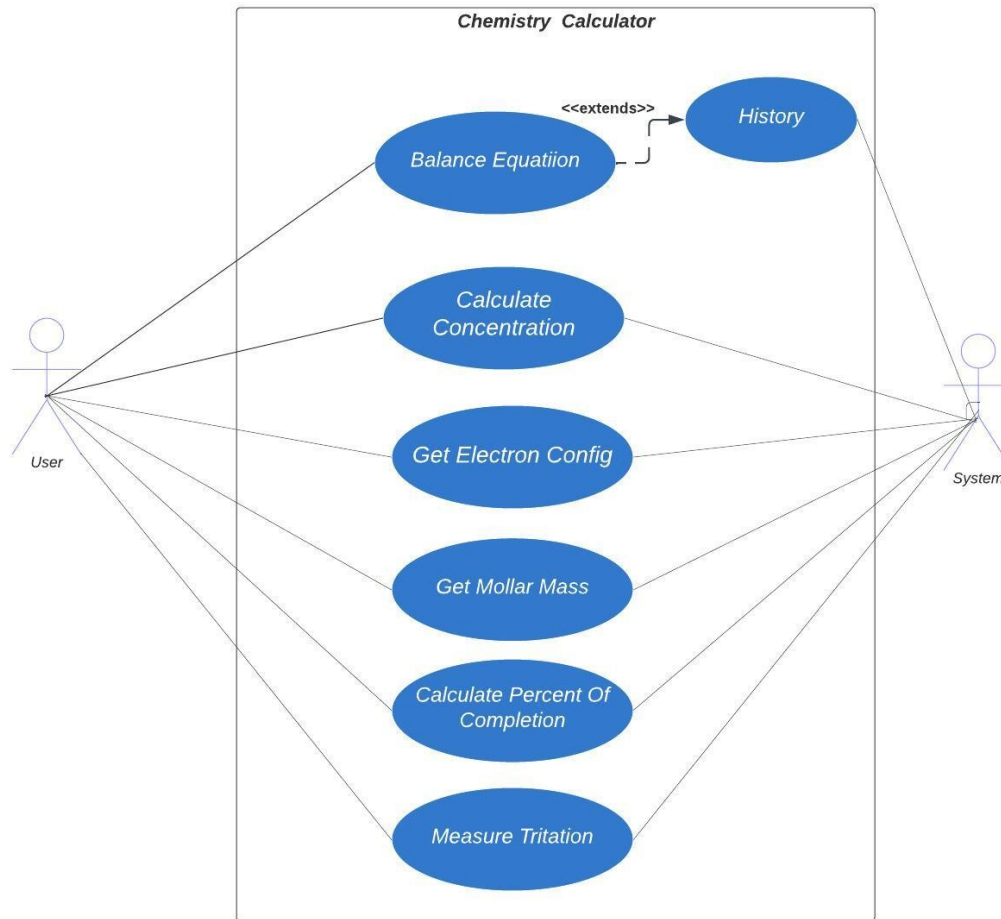 Chemistry Calculator
<<extends>>
History
Balance Equatiion
Calculate
Concentration
User
Get Electron Config
System
Get Mollar Mass
Calculate Percent Of
Completion
Measure Tritation